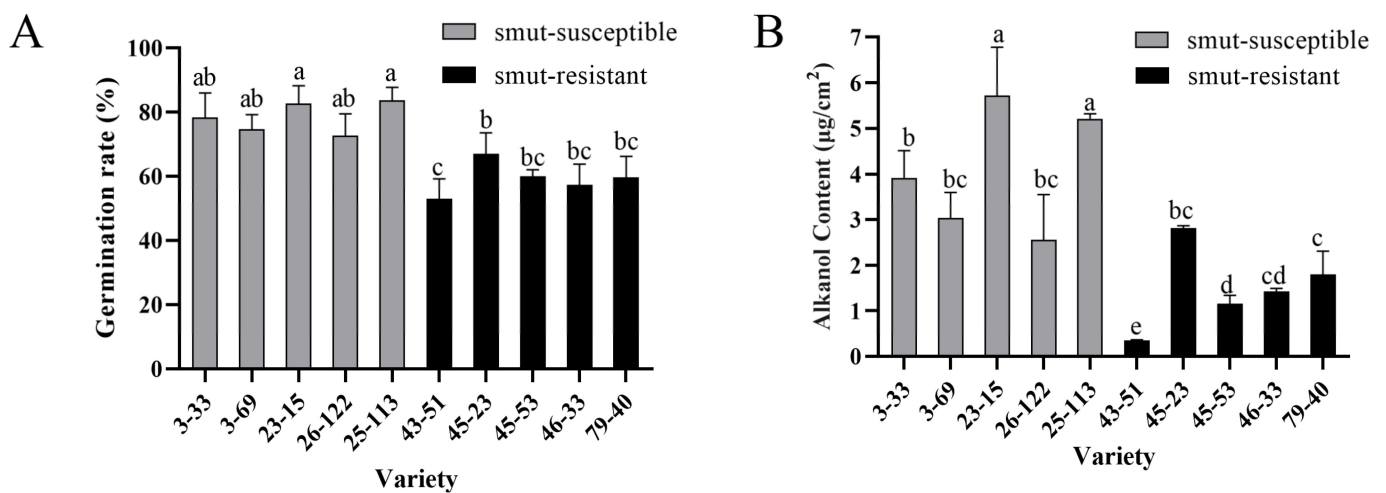 A
smut-susceptible
smut-resistant
Germination rate (%)
100
80
60
40
20
0
ab
ab
a
ab
a
c
b
bc
bc
bc
3-33
3-69
23-15
26-122
25-113
43-51
45-23
45-53
46-33
79-40
Variety
B
smut-susceptible
smut-resistant
Alkanol Content (μg/cm²)
7
6
5
4
3
2
1
0
b
bc
a
bc
a
e
bc
d
cd
c
3-33
3-69
23-15
26-122
25-113
43-51
45-23
45-53
46-33
79-40
Variety